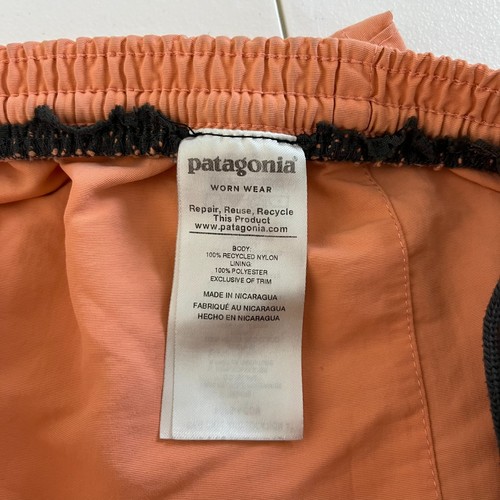 patagonia
WORN WEAR
Repair, Reuse, Recycle
This Product
www.patagonia.com
BODY:
100% RECYCLED NYLON
LINING:
100% POLYESTER
EXCLUSIVE OF TRIM
MADE IN NICARAGUA
FABRIQUÉ AU NICARAGUA
HECHO EN NICARAGUA